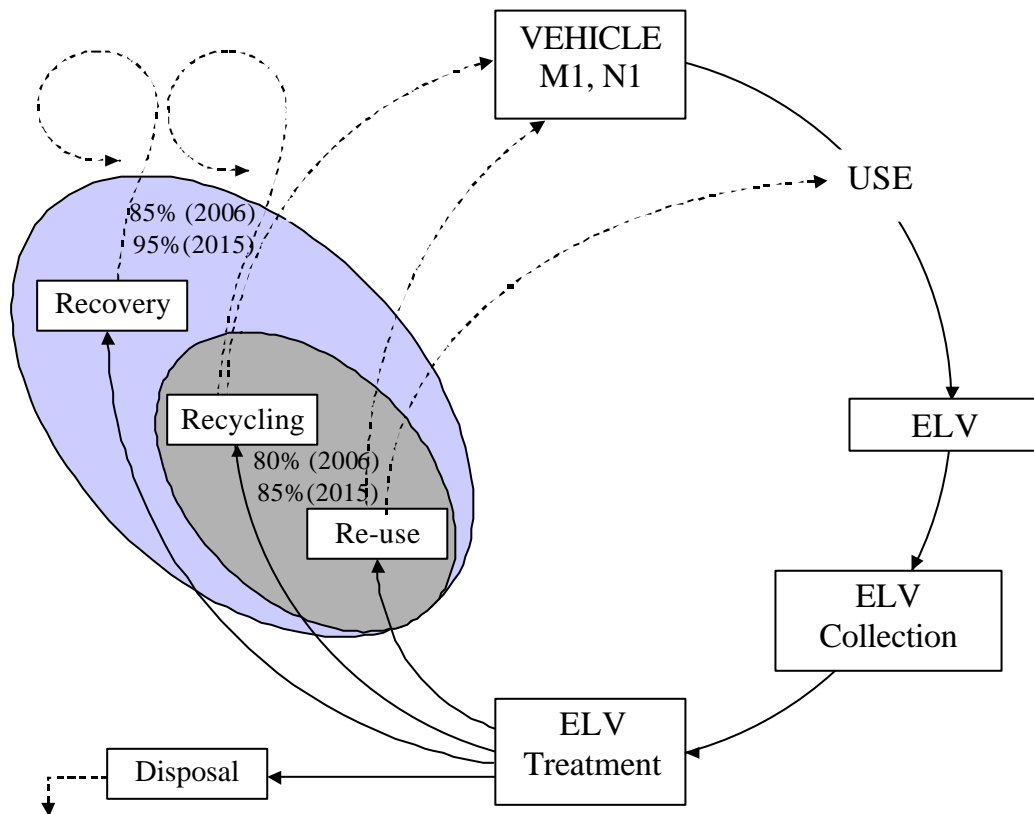 VEHICLE
M1, N1
USE
85% (2006)
95%(2015)
Recovery
Recycling
80% (2006)
85%(2015)
Re-use
ELV
ELV
Collection
ELV
Treatment
Disposal